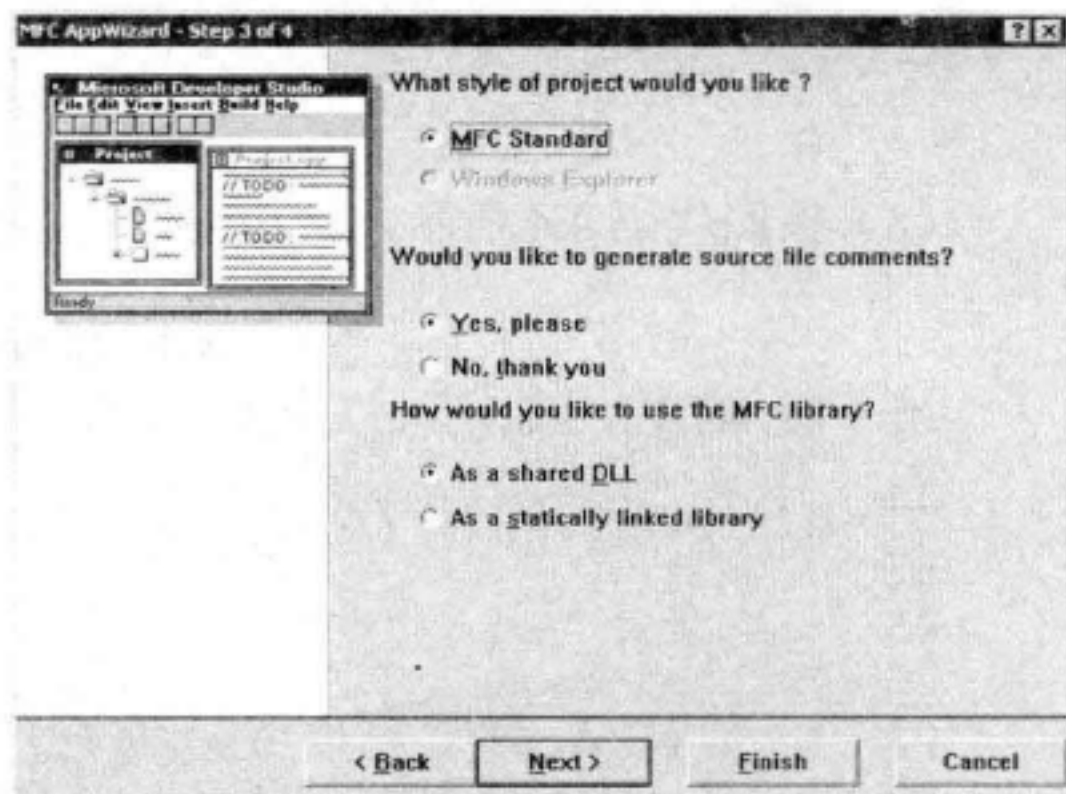 MFC AppWizard - Step 3 of 4
Microsoft Developer Studio
File Edit View Insert Build Help
Project
Project.cpp
// TODO:
// TODO:
Ready
What style of project would you like ?
MFC Standard
Windows Explorer
Would you like to generate source file comments?
Yes, please
No, thank you
How would you like to use the MFC library?
As a shared DLL
As a statically linked library
< Back
Next >
Finish
Cancel